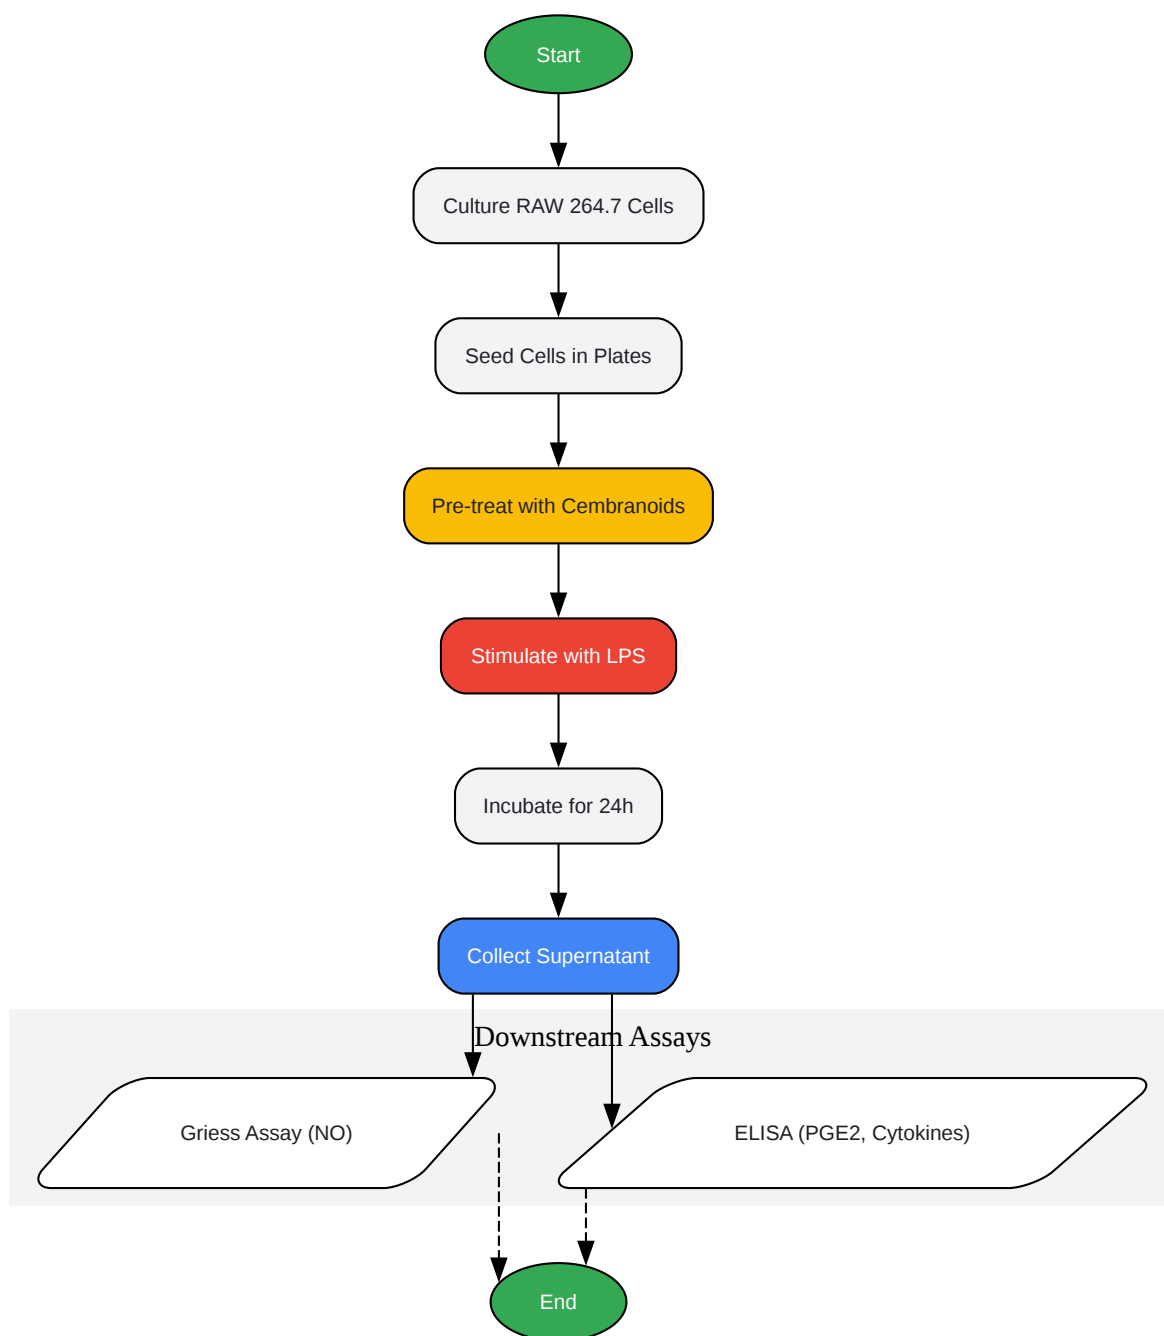 Start
Culture RAW 264.7 Cells
Seed Cells in Plates
Pre-treat with Cembranoids
Stimulate with LPS
Incubate for 24h
Collect Supernatant
Downstream Assays
Griess Assay (NO)
ELISA (PGE2, Cytokines)
End